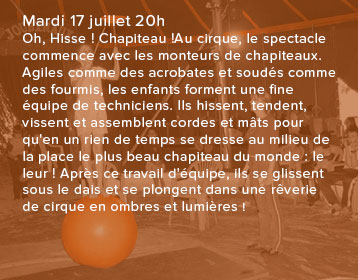 Mardi 17 juillet 20h
Oh, Hisse ! Chapiteau !Au cirque, le spectacle
commence avec les monteurs de chapiteaux.
Agiles comme des acrobates et soudés comme
des fourmis, les enfants forment une fine
équipe de techniciens. Ils hissent, tendent,
vissent et assemblent cordes et mâts pour
qu'en un rien de temps se dresse au milieu de
la place le plus beau chapiteau du monde : le
leur ! Après ce travail d'équipe, ils se glissent
sous le dais et se plongent dans une rêverie
de cirque en ombres et lumières !